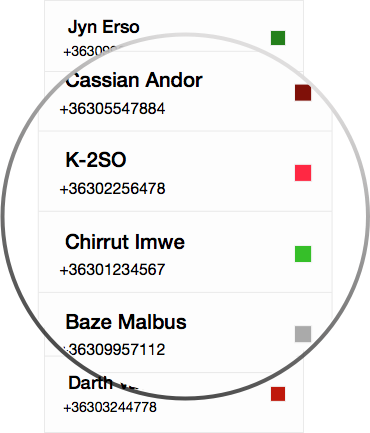 Jyn Erso
Cassian Andor
+36305547884
K-2SO
+36302256478
Chirrut Imwe
+36301234567
Baze Malbus
+36309957112
Darth
+36303244778